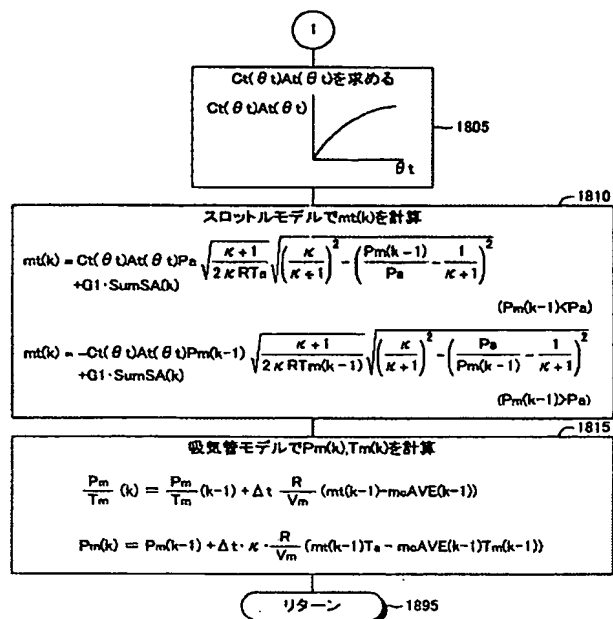 1
Ct(θt)At(θt)を求める
Ct(θt)At(θt)
θt
1805
1810
スロットルモデルでmt(k)を計算
mt(k) = Ct(θt)At(θt)Pa √((κ+1)/(2κRTa)) √((κ/(κ+1))² − (Pm(k-1)/Pa − 1/(κ+1))²)
+G1·SumSA(k)
(Pm(k-1)<Pa)
mt(k) = −Ct(θt)At(θt)Pm(k-1) √((κ+1)/(2κRTm(k-1))) √((κ/(κ+1))² − (Pa/Pm(k-1) − 1/(κ+1))²)
+G1·SumSA(k)
(Pm(k-1)>Pa)
1815
吸気管モデルでPm(k),Tm(k)を計算
Pm/Tm (k) = Pm/Tm (k-1) + Δt R/Vm (mt(k-1)-mcAVE(k-1))
Pm(k) = Pm(k-1) + Δt·κ·R/Vm (mt(k-1)Ta − mcAVE(k-1)Tm(k-1))
リターン
1895